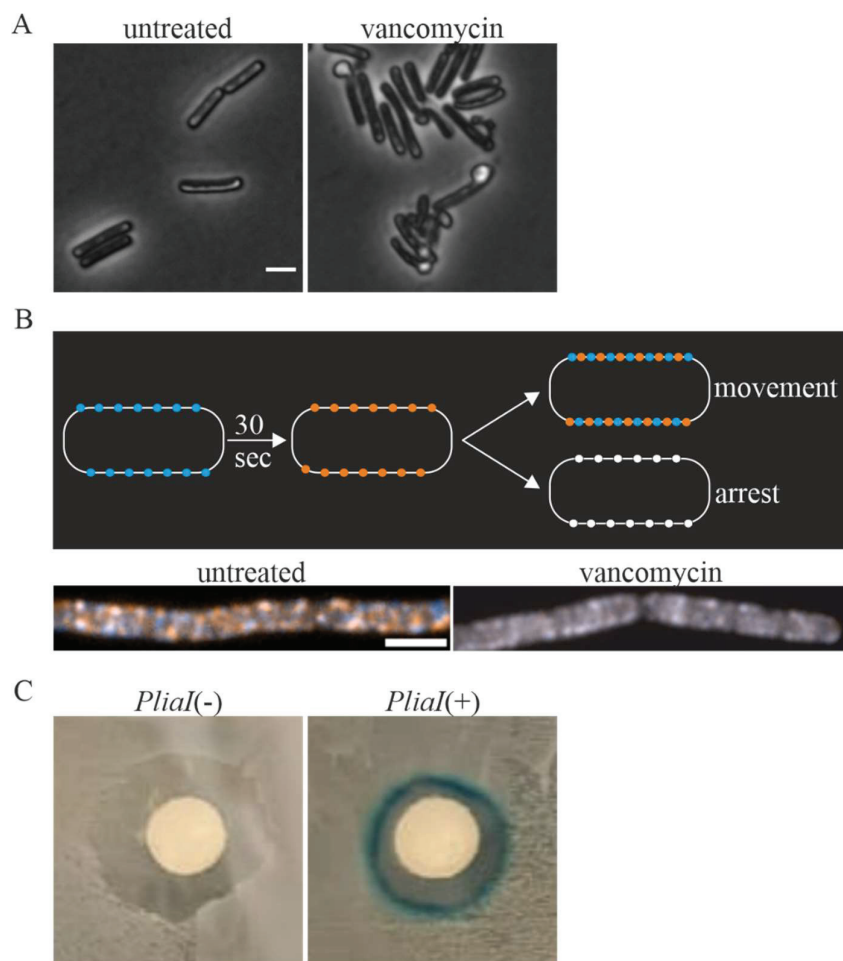 A
untreated
vancomycin
B
30
sec
movement
arrest
untreated
vancomycin
C
PliaI(-)
PliaI(+)